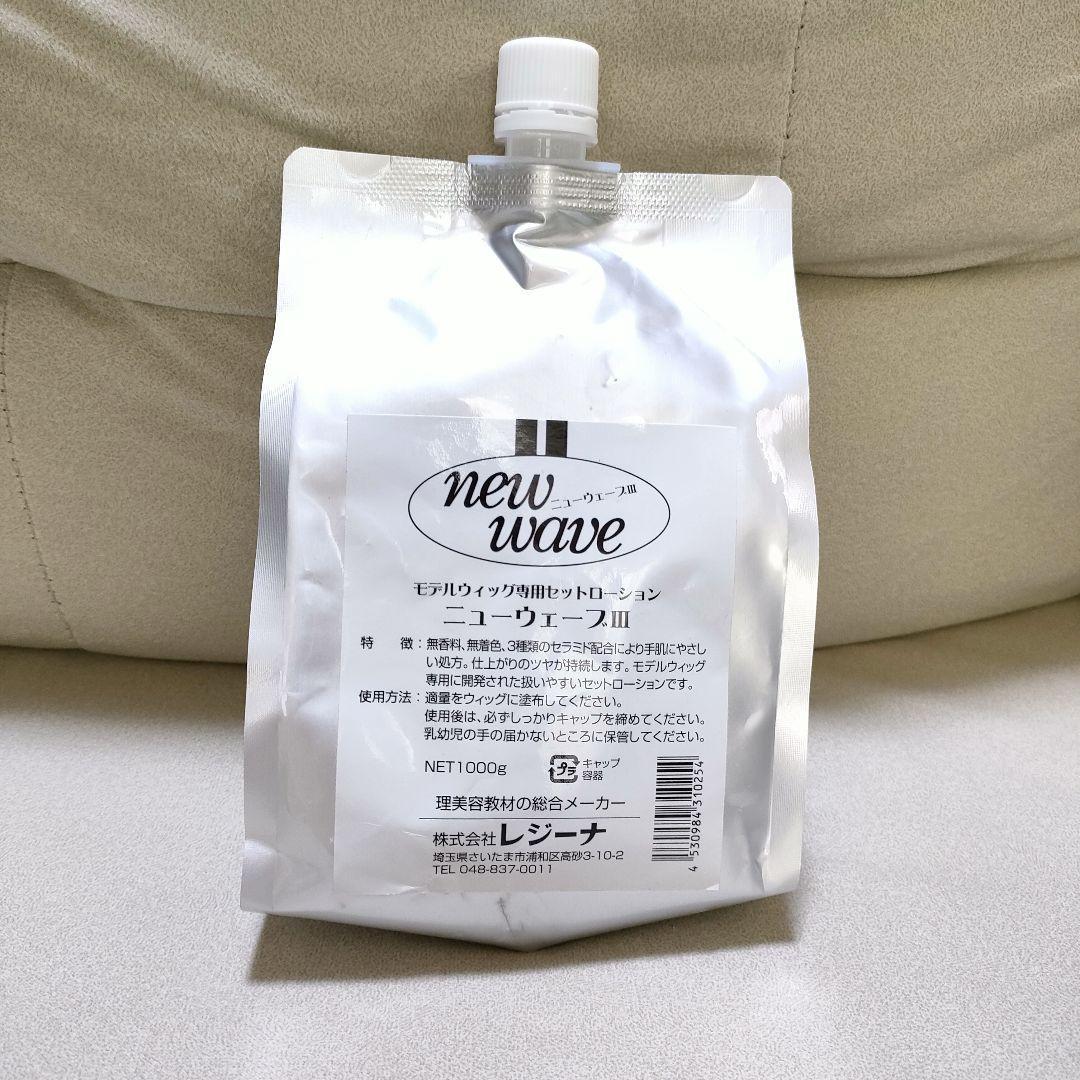 new
ニューウェーブⅢ
wave
モデルウィッグ専用セットローション
ニューウェーブⅢ
特 徴：無香料、無着色、3種類のセラミド配合により手肌にやさし
い処方。仕上がりのツヤが持続します。モデルウィッグ
専用に開発された扱いやすいセットローションです。
使用方法：適量をウィッグに塗布してください。
使用後は、必ずしっかりキャップを締めてください。
乳幼児の手の届かないところに保管してください。
NET1000g
プラ
キャップ
容器
理美容教材の総合メーカー
株式会社レジーナ
埼玉県さいたま市浦和区高砂3-10-2
TEL 048-837-0011
4 530984 310254